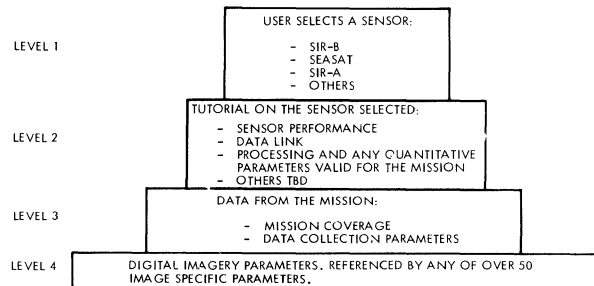 LEVEL 1
USER SELECTS A SENSOR:
- SIR-B
- SEASAT
- SIR-A
- OTHERS
LEVEL 2
TUTORIAL ON THE SENSOR SELECTED:
- SENSOR PERFORMANCE
- DATA LINK
- PROCESSING AND ANY QUANTITATIVE
PARAMETERS VALID FOR THE MISSION
- OTHERS TBD
LEVEL 3
DATA FROM THE MISSION:
- MISSION COVERAGE
- DATA COLLECTION PARAMETERS
LEVEL 4
DIGITAL IMAGERY PARAMETERS. REFERENCED BY ANY OF OVER 50
IMAGE SPECIFIC PARAMETERS.